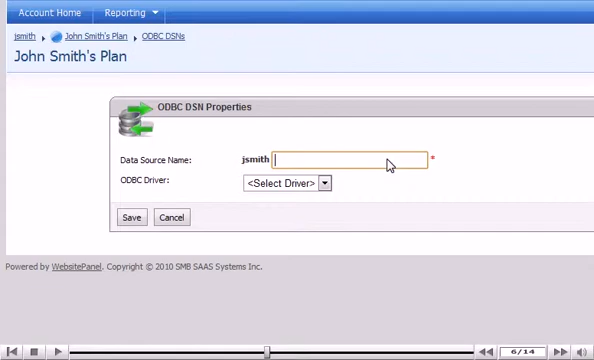 Account Home Reporting
jsmith John Smith's Plan ODBC DSNs
John Smith's Plan
ODBC DSN Properties
Data Source Name: jsmith *
ODBC Driver: <Select Driver>
Save Cancel
Powered by WebsitePanel. Copyright © 2010 SMB SAAS Systems Inc.
6/14